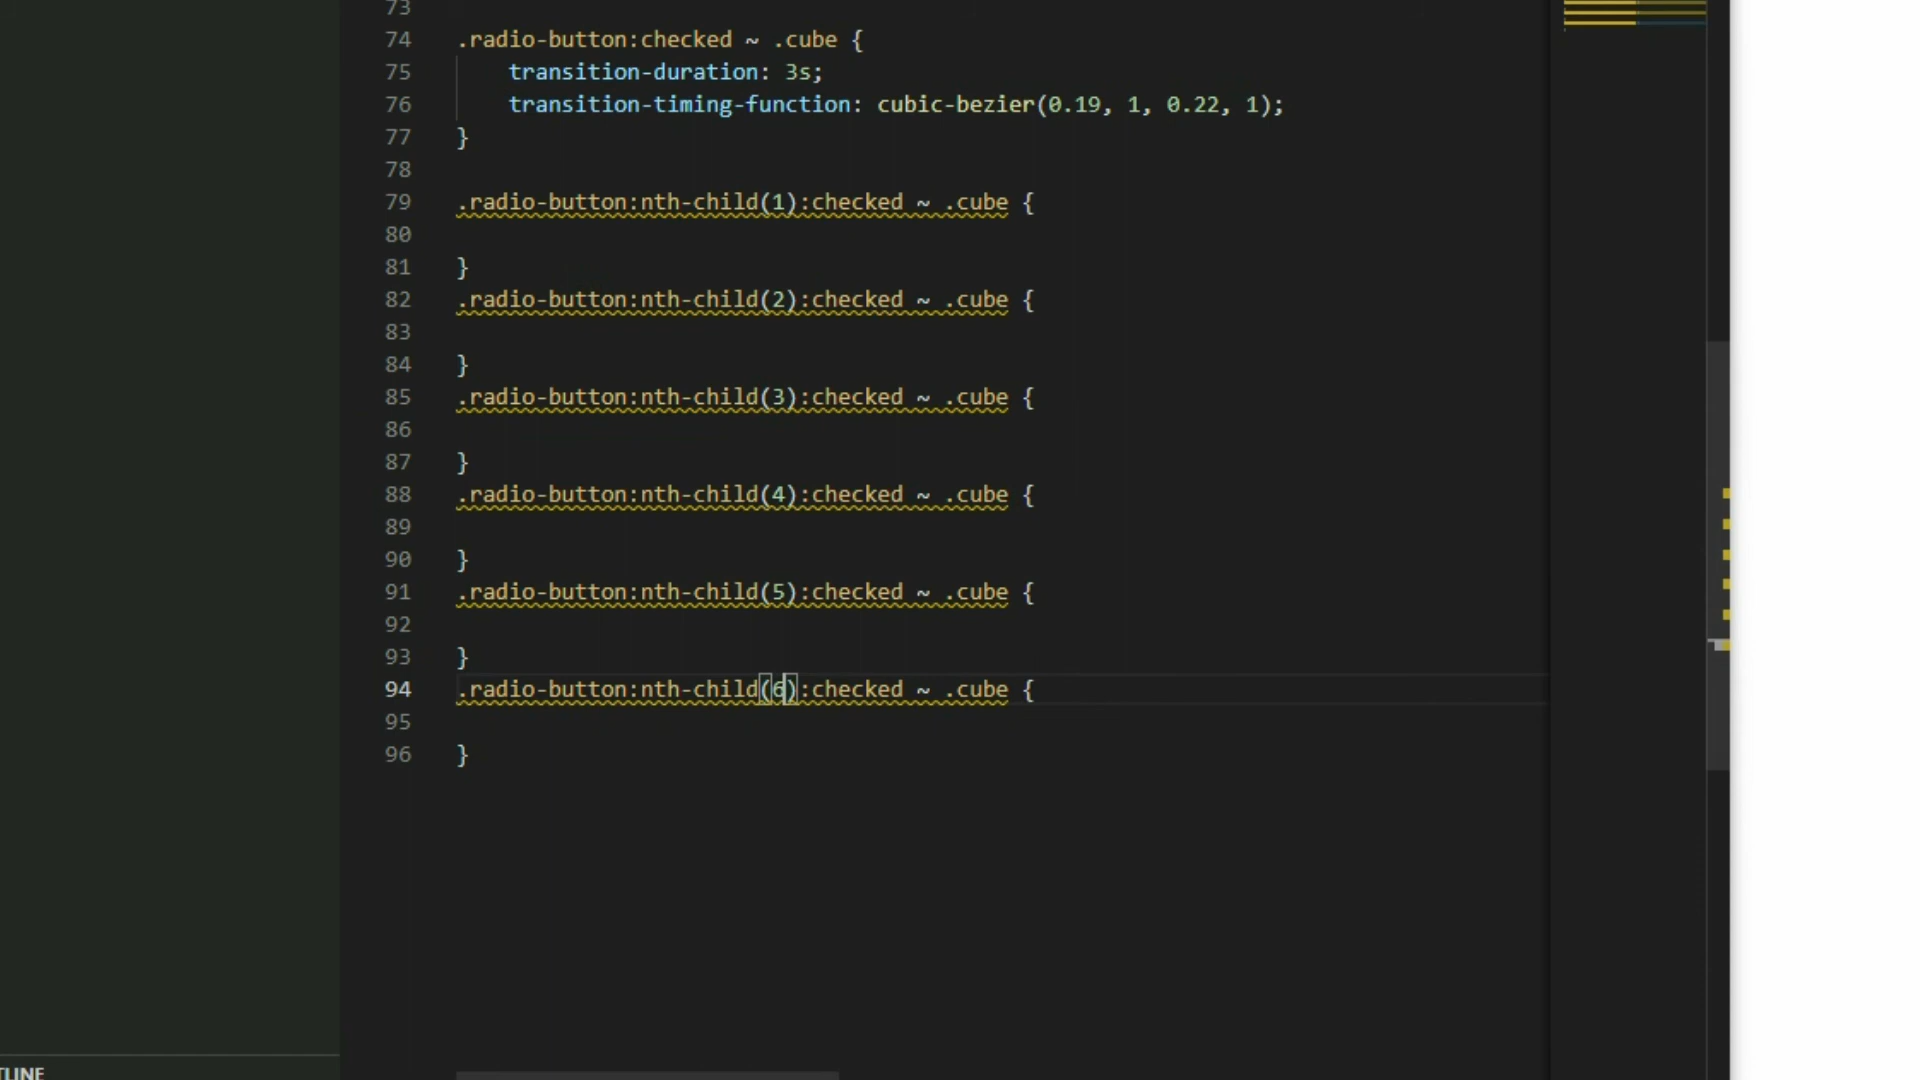 73
74 .radio-button:checked ~ .cube {
75 transition-duration: 3s;
76 transition-timing-function: cubic-bezier(0.19, 1, 0.22, 1);
77 }
78
79 .radio-button:nth-child(1):checked ~ .cube {
80
81 }
82 .radio-button:nth-child(2):checked ~ .cube {
83
84 }
85 .radio-button:nth-child(3):checked ~ .cube {
86
87 }
88 .radio-button:nth-child(4):checked ~ .cube {
89
90 }
91 .radio-button:nth-child(5):checked ~ .cube {
92
93 }
94 .radio-button:nth-child(6):checked ~ .cube {
95
96 }
TLINE